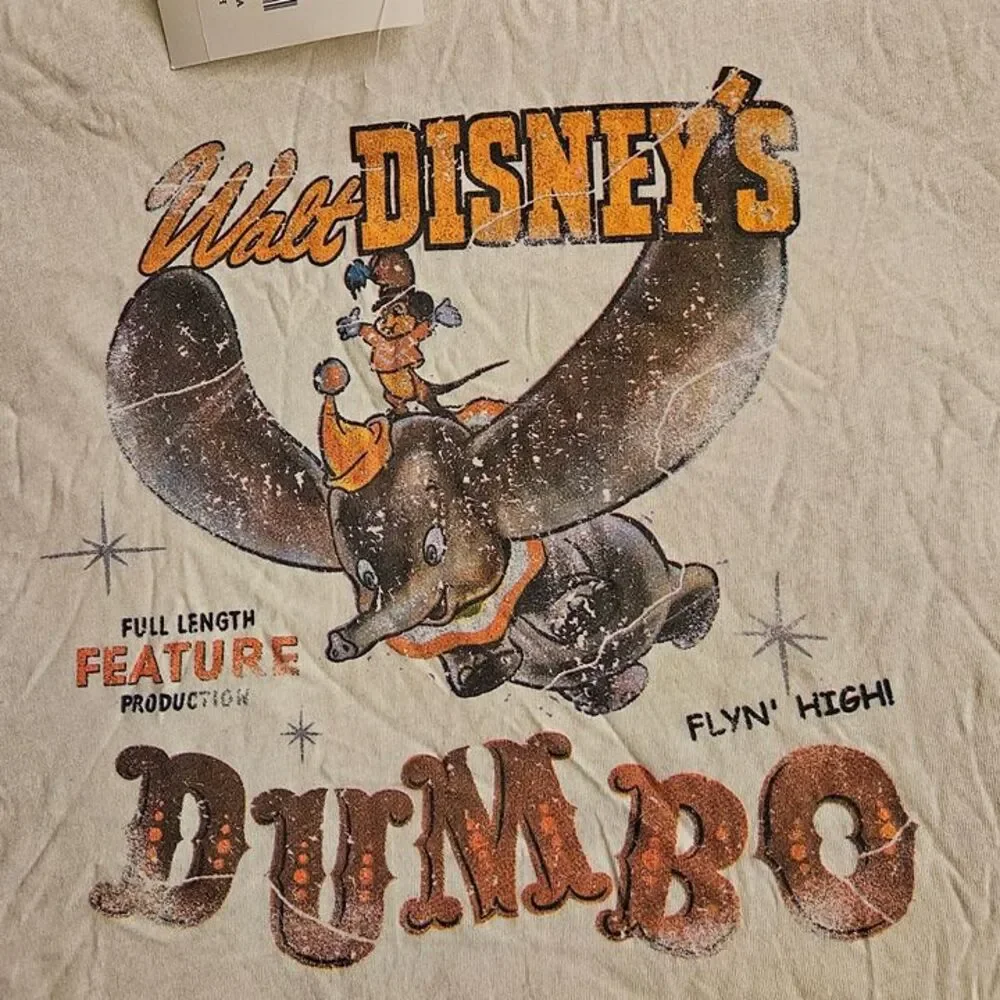 Walt DISNEY'S
FULL LENGTH
FEATURE
PRODUCTION
FLYN' HIGH!
DUMBO